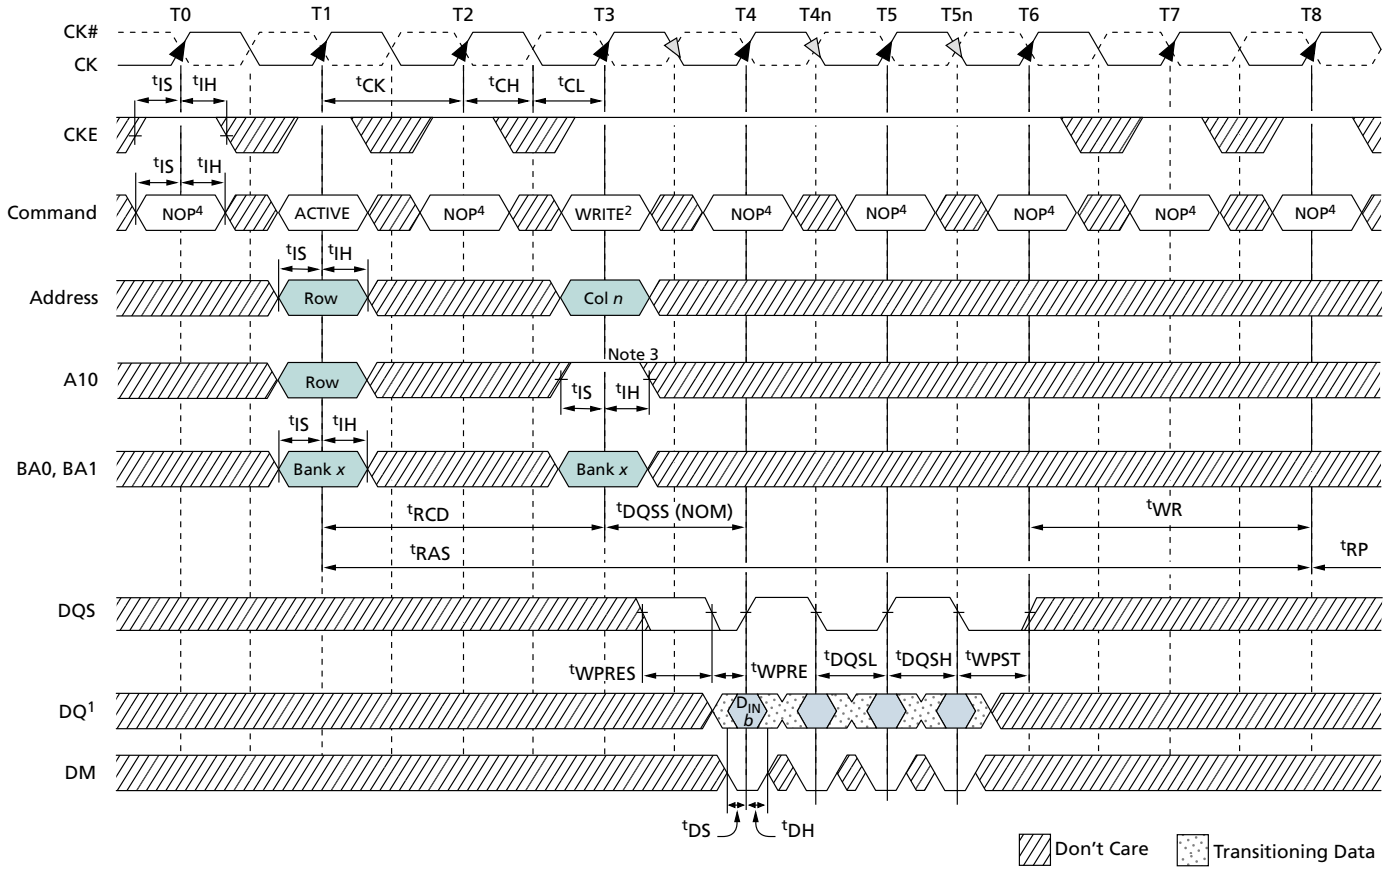 T0 T1 T2 T3 T4 T4n T5 T5n T6 T7 T8
CK#
CK
tIS tIH tCK tCH tCL
CKE
tIS tIH
Command NOP4 ACTIVE NOP4 WRITE2 NOP4 NOP4 NOP4 NOP4 NOP4
tIS tIH
Address Row Col n
Note 3
A10 Row
tIS tIH
tIS tIH
BA0, BA1 Bank x Bank x
tRCD tDQSS (NOM) tWR
tRAS tRP
DQS
tWPRES tWPRE tDQSL tDQSH tWPST
DQ1 DIN b
DM
tDS tDH
Don't Care Transitioning Data